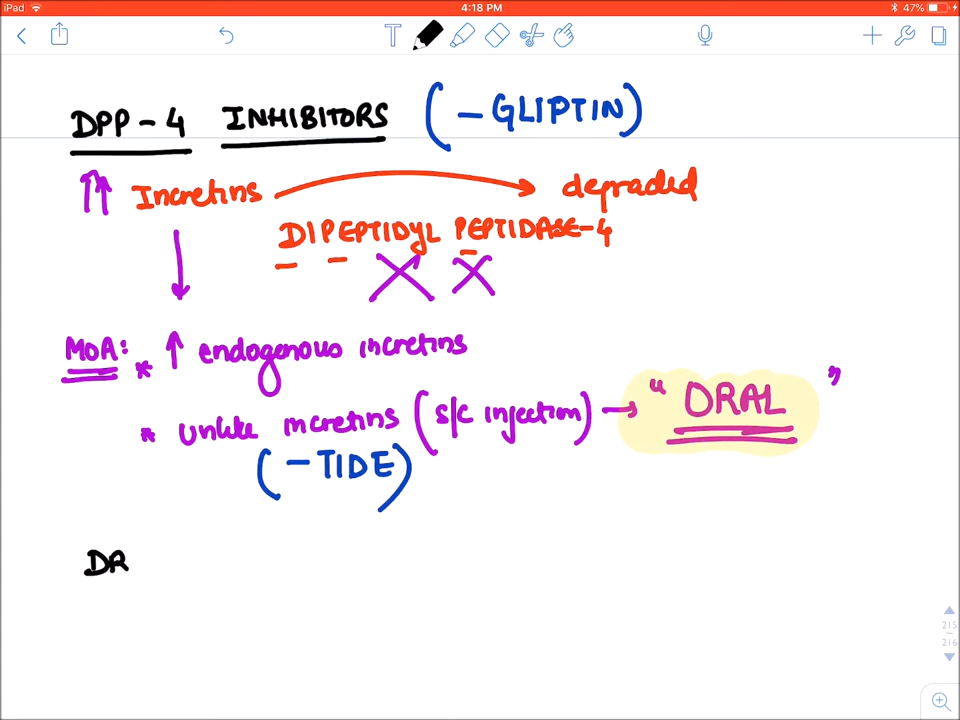 iPad 4:18 PM 47%
T
DPP-4 INHIBITORS (-GLIPTIN)
↑↑ Incretins → degraded
DIPEPTIDYL PEPTIDASE-4
MOA: * ↑ endogenous incretins
* unlike incretins (s/c injection) → "ORAL"
(-TIDE)
DR
215
216